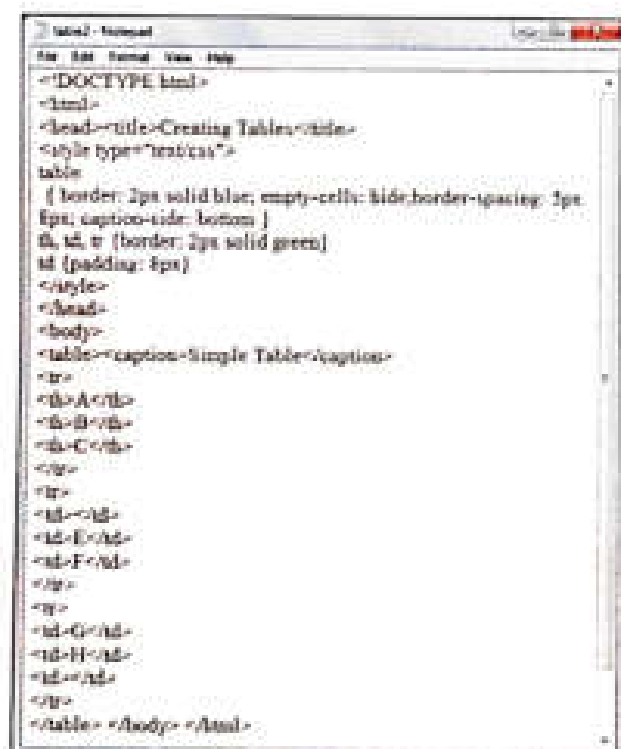 table2 - Notepad
File Edit Format View Help
<!DOCTYPE html>
<html>
<head><title>Creating Tables</title>
<style type="text/css">
table
{ border: 2px solid blue; empty-cells: hide;border-spacing: 5px
8px; caption-side: bottom }
th, td, tr {border: 2px solid green}
td {padding: 8px}
</style>
</head>
<body>
<table><caption>Simple Table</caption>
<tr>
<th>A</th>
<th>B</th>
<th>C</th>
</tr>
<tr>
<td></td>
<td>E</td>
<td>F</td>
</tr>
<tr>
<td>G</td>
<td>H</td>
<td></td>
</tr>
</table> </body> </html>